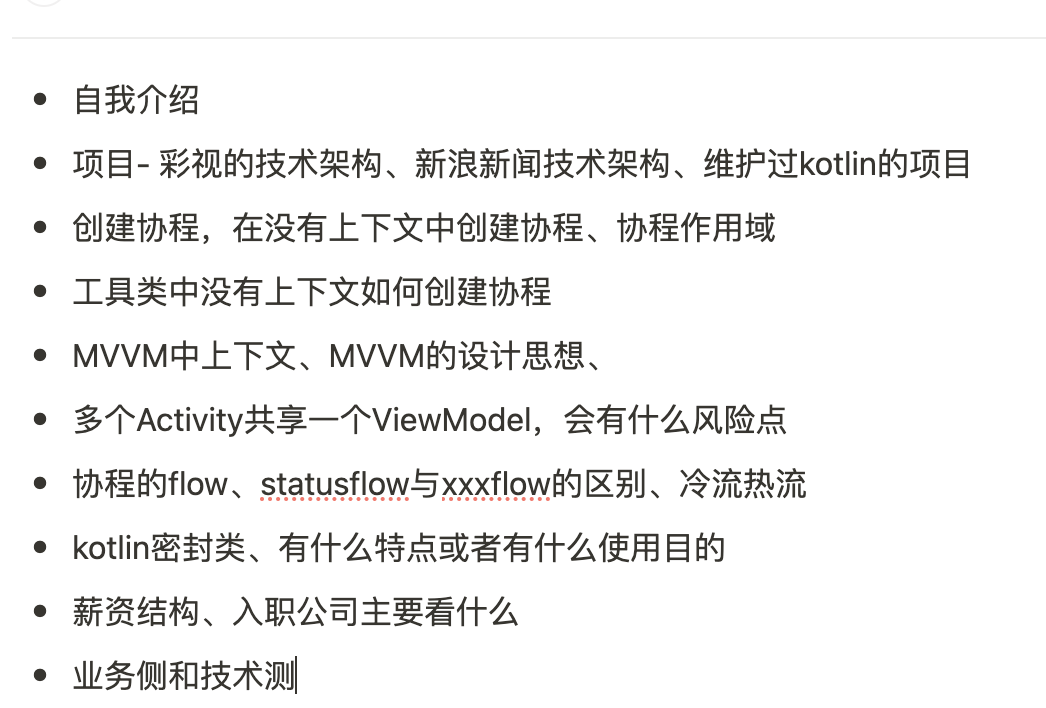 自我介绍
项目- 彩视的技术架构、新浪新闻技术架构、维护过kotlin的项目
创建协程，在没有上下文中创建协程、协程作用域
工具类中没有上下文如何创建协程
MVVM中上下文、MVVM的设计思想、
多个Activity共享一个ViewModel，会有什么风险点
协程的flow、statusflow与xxxflow的区别、冷流热流
kotlin密封类、有什么特点或者有什么使用目的
薪资结构、入职公司主要看什么
业务侧和技术测